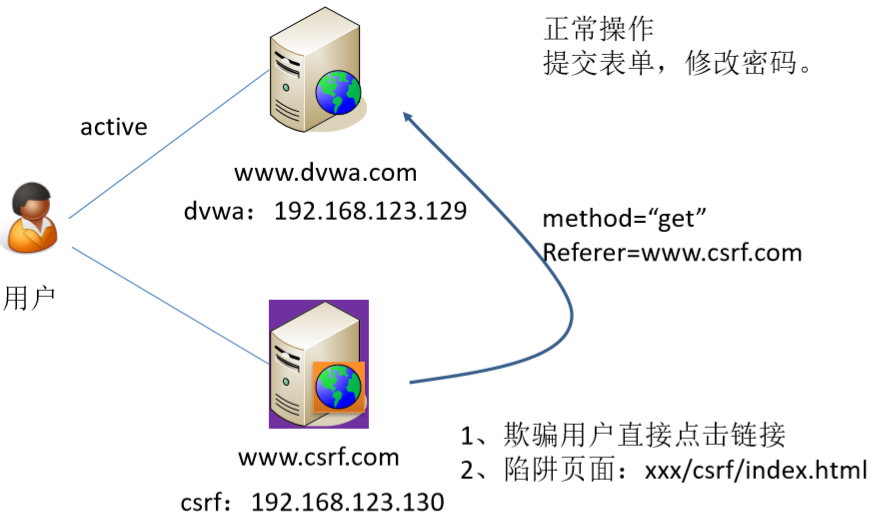 正常操作
提交表单，修改密码。
active
www.dvwa.com
dvwa：192.168.123.129
method=“get”
Referer=www.csrf.com
用户
www.csrf.com
csrf：192.168.123.130
1、欺骗用户直接点击链接
2、陷阱页面：xxx/csrf/index.html